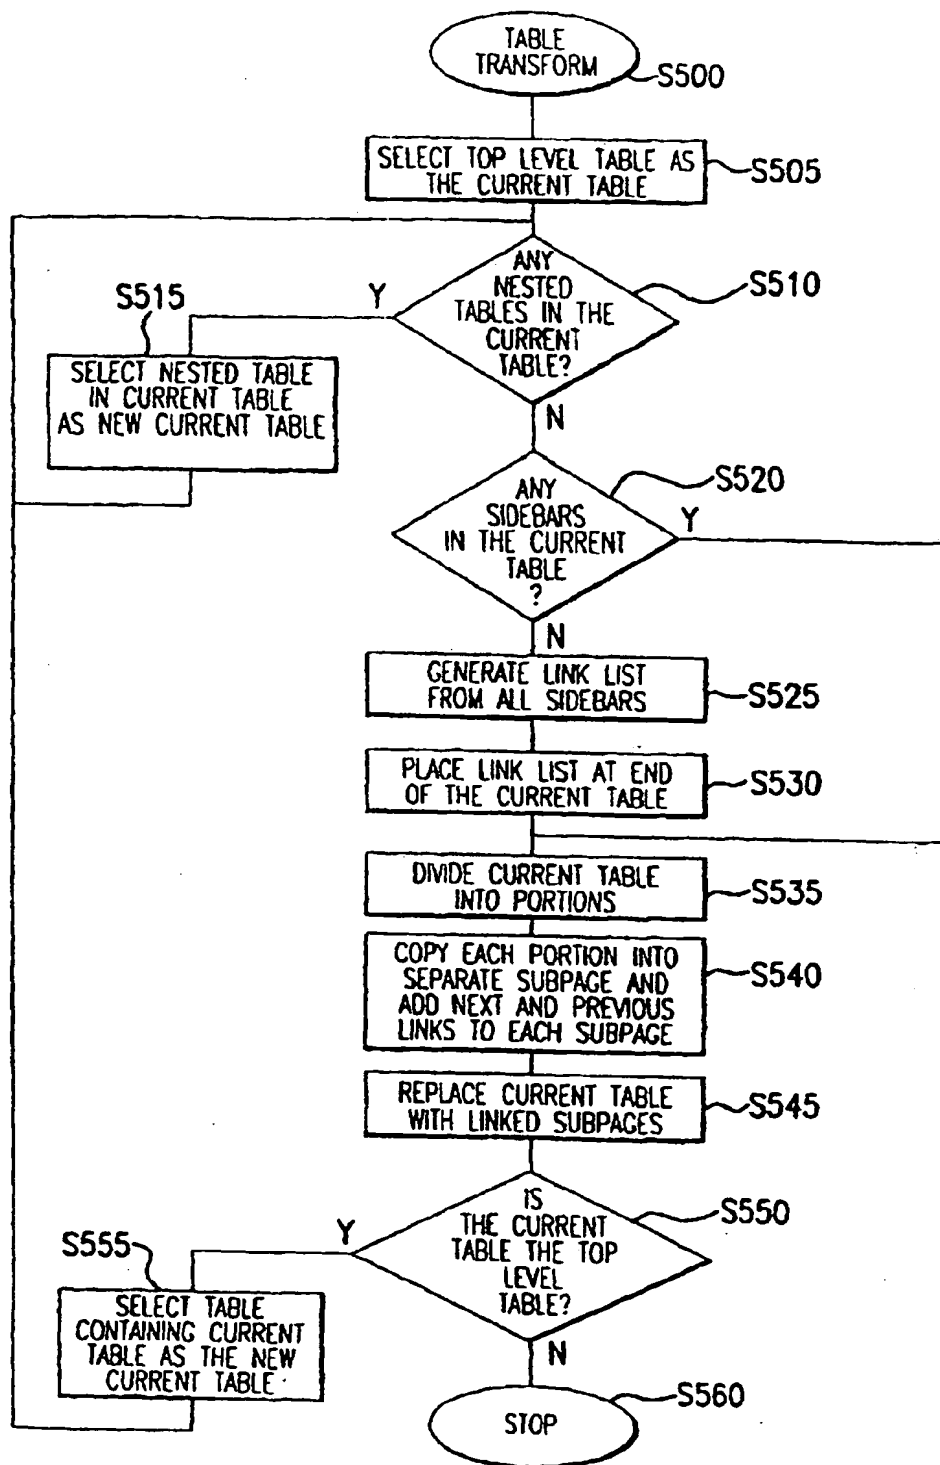 TABLE
TRANSFORM
S500
SELECT TOP LEVEL TABLE AS
THE CURRENT TABLE
S505
ANY
NESTED
TABLES IN THE
CURRENT
TABLE?
S510
Y
N
S515
SELECT NESTED TABLE
IN CURRENT TABLE
AS NEW CURRENT TABLE
ANY
SIDEBARS
IN THE CURRENT
TABLE
?
S520
Y
N
GENERATE LINK LIST
FROM ALL SIDEBARS
S525
PLACE LINK LIST AT END
OF THE CURRENT TABLE
S530
DIVIDE CURRENT TABLE
INTO PORTIONS
S535
COPY EACH PORTION INTO
SEPARATE SUBPAGE AND
ADD NEXT AND PREVIOUS
LINKS TO EACH SUBPAGE
S540
REPLACE CURRENT TABLE
WITH LINKED SUBPAGES
S545
IS
THE CURRENT
TABLE THE TOP
LEVEL
TABLE?
S550
Y
N
S555
SELECT TABLE
CONTAINING CURRENT
TABLE AS THE NEW
CURRENT TABLE
STOP
S560